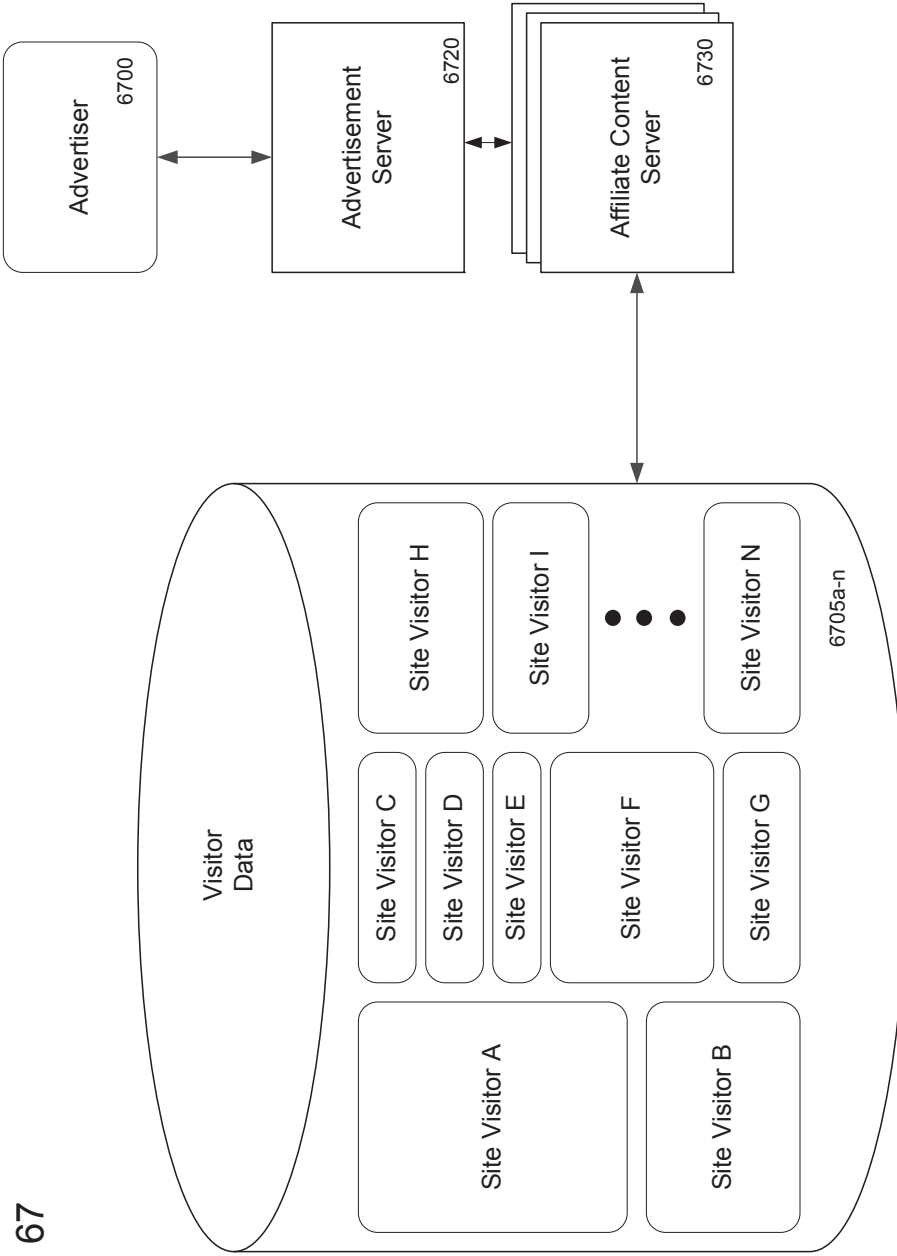 67
Visitor
Data
Site Visitor A
Site Visitor B
Site Visitor C
Site Visitor D
Site Visitor E
Site Visitor F
Site Visitor G
Site Visitor H
Site Visitor I
Site Visitor N
6705a-n
Advertiser
6700
Advertisement
Server
6720
Affiliate Content
Server
6730